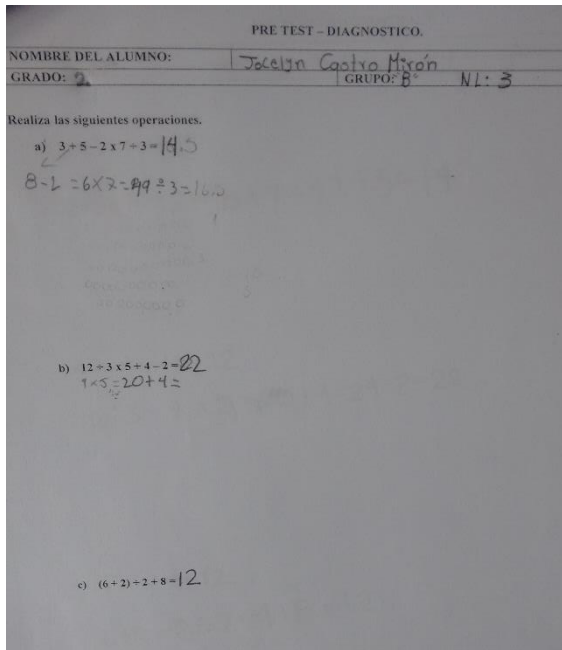 PRE TEST – DIAGNOSTICO.
NOMBRE DEL ALUMNO: Jocelyn Castro Mirón
GRADO: 2 GRUPO: B NL: 3
Realiza las siguientes operaciones.
a) 3 + 5 – 2 x 7 ÷ 3 = 14.5
8 - 2 = 6 x 7 = 49 ÷ 3 = 16
b) 12 ÷ 3 x 5 + 4 – 2 = 22
4 x 5 = 20 + 4 =
c) (6 + 2) ÷ 2 + 8 = 12